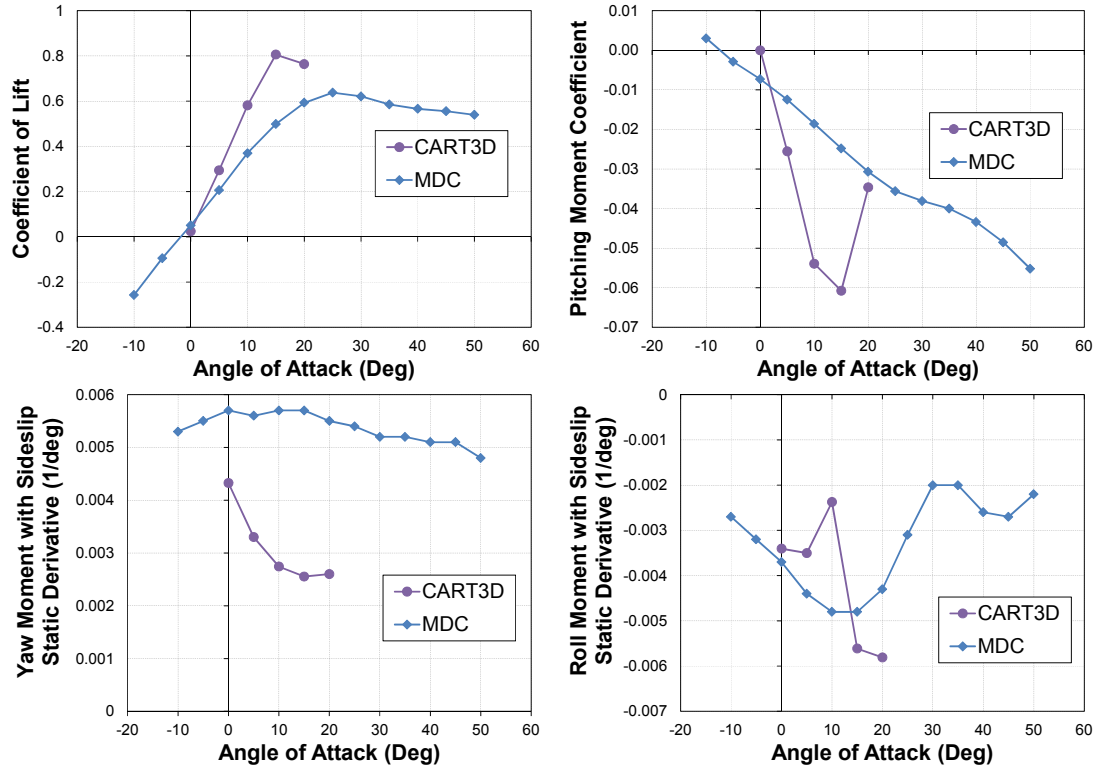 Coefficient of Lift
1
0.8
0.6
0.4
0.2
0
-0.2
-0.4
-20 -10 0 10 20 30 40 50 60
Angle of Attack (Deg)
CART3D
MDC
Pitching Moment Coefficient
0.01
0.00
-0.01
-0.02
-0.03
-0.04
-0.05
-0.06
-0.07
-20 -10 0 10 20 30 40 50 60
Angle of Attack (Deg)
CART3D
MDC
Yaw Moment with Sideslip
Static Derivative (1/deg)
0.006
0.005
0.004
0.003
0.002
0.001
0
-20 -10 0 10 20 30 40 50 60
Angle of Attack (Deg)
CART3D
MDC
Roll Moment with Sideslip
Static Derivative (1/deg)
0
-0.001
-0.002
-0.003
-0.004
-0.005
-0.006
-0.007
-20 -10 0 10 20 30 40 50 60
Angle of Attack (Deg)
CART3D
MDC